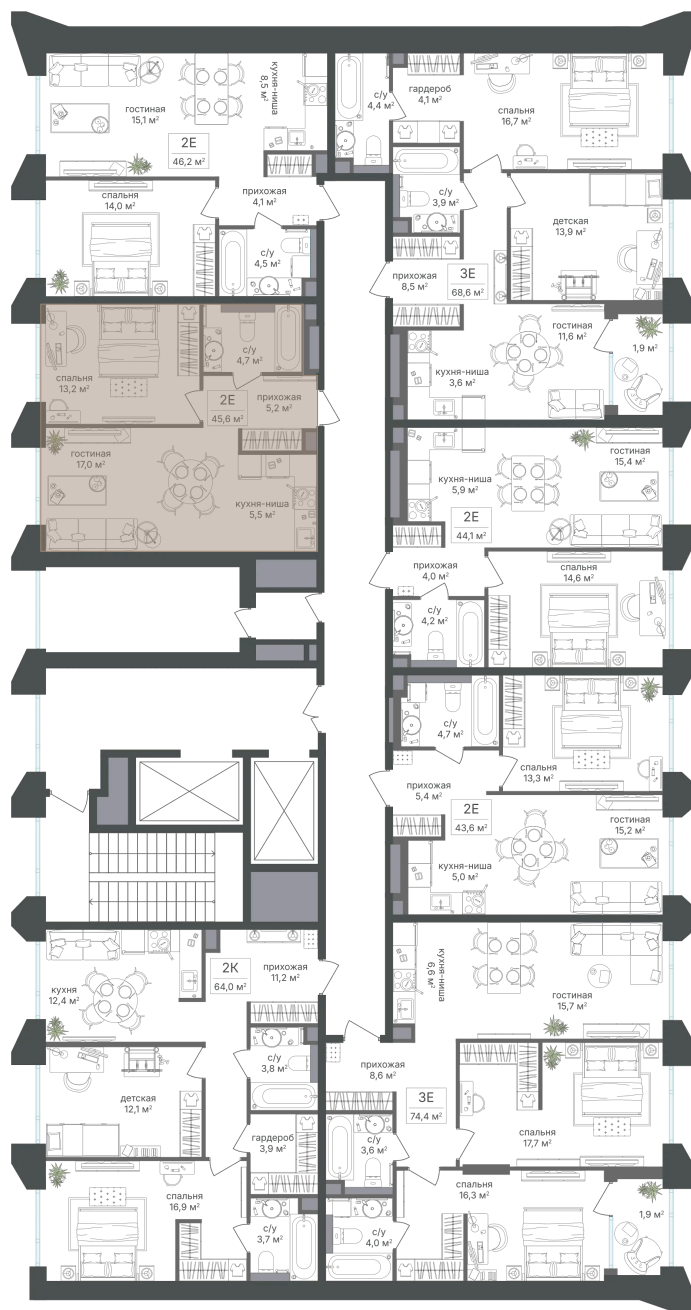 гостиная
15,1 м²
кухня-ниша
8,5 м²
2Е
46,2 м²
спальня
14,0 м²
прихожая
4,1 м²
с/у
4,5 м²
с/у
4,4 м²
гардероб
4,1 м²
спальня
16,7 м²
с/у
3,9 м²
детская
13,9 м²
прихожая
8,5 м²
3Е
68,6 м²
гостиная
11,6 м²
1,9 м²
кухня-ниша
3,6 м²
спальня
13,2 м²
с/у
4,7 м²
2Е
45,6 м²
прихожая
5,2 м²
гостиная
17,0 м²
кухня-ниша
5,5 м²
кухня-ниша
5,9 м²
гостиная
15,4 м²
2Е
44,1 м²
прихожая
4,0 м²
спальня
14,6 м²
с/у
4,2 м²
с/у
4,7 м²
спальня
13,3 м²
прихожая
5,4 м²
2Е
43,6 м²
гостиная
15,2 м²
кухня-ниша
5,0 м²
кухня
12,4 м²
2К
64,0 м²
прихожая
11,2 м²
с/у
3,8 м²
детская
12,1 м²
гардероб
3,9 м²
спальня
16,9 м²
с/у
3,7 м²
кухня-ниша
6,6 м²
гостиная
15,7 м²
прихожая
8,6 м²
3Е
74,4 м²
с/у
3,6 м²
спальня
17,7 м²
спальня
16,3 м²
с/у
4,0 м²
1,9 м²